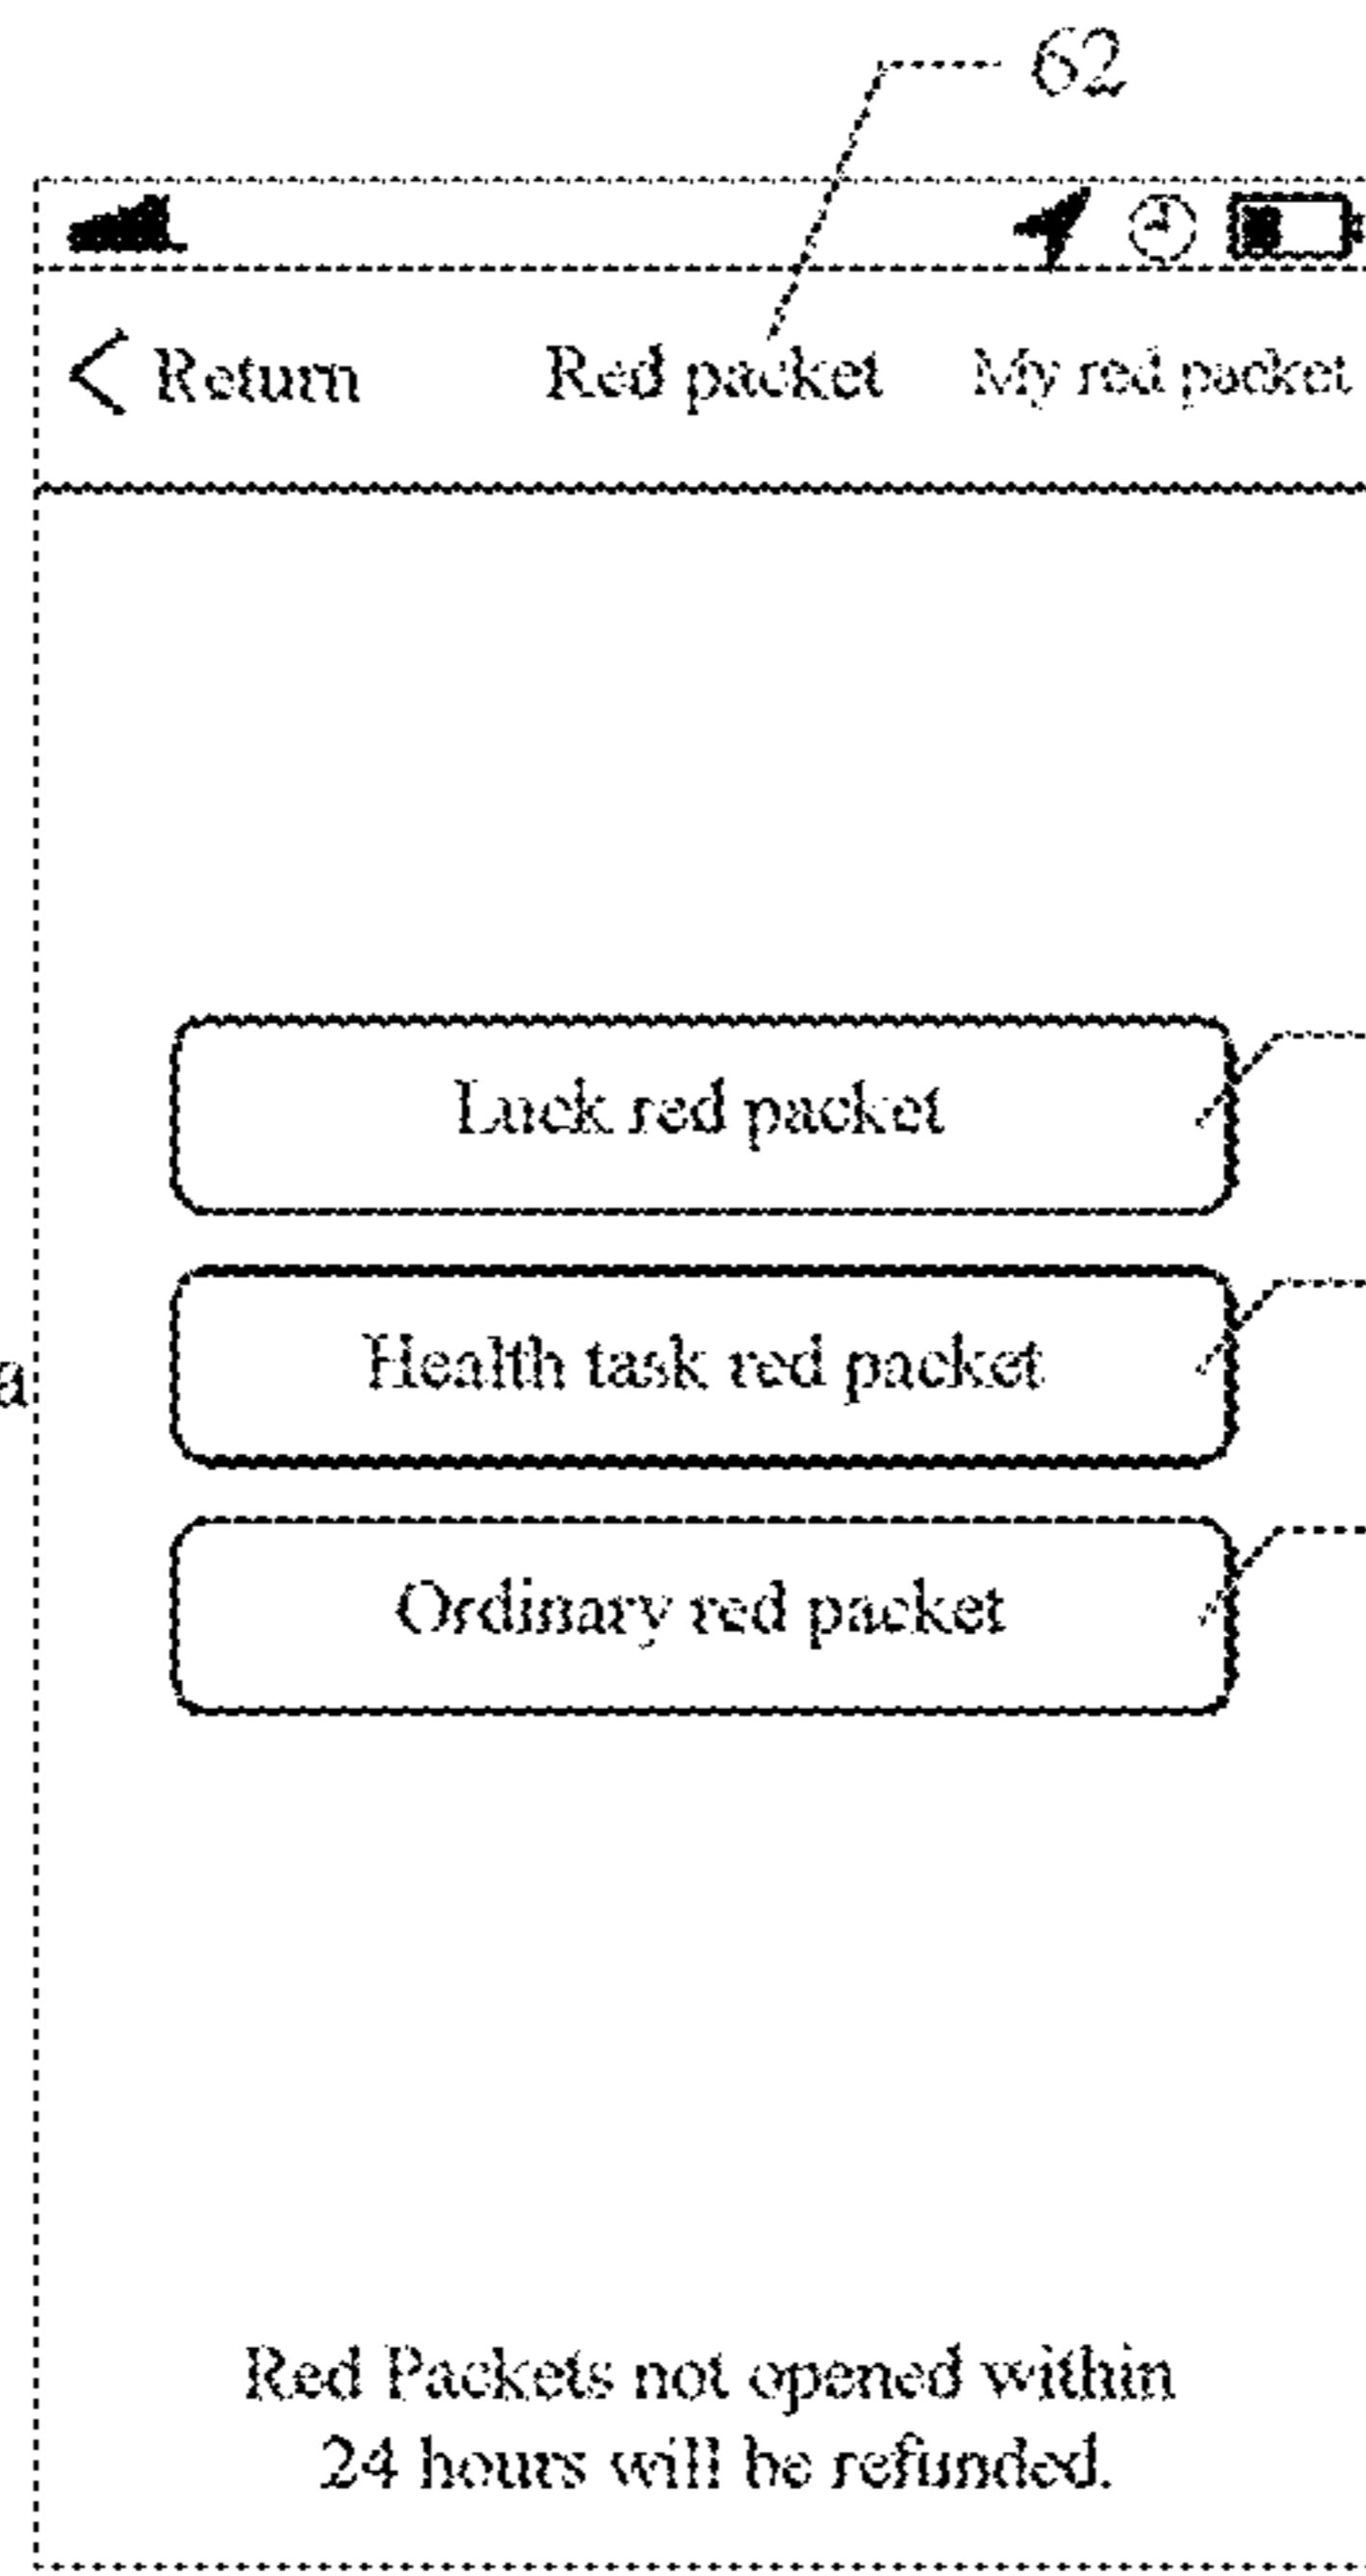 62
Return Red packet My red packet
Luck red packet
Health task red packet
a
Ordinary red packet
Red Packets not opened within
24 hours will be refunded.